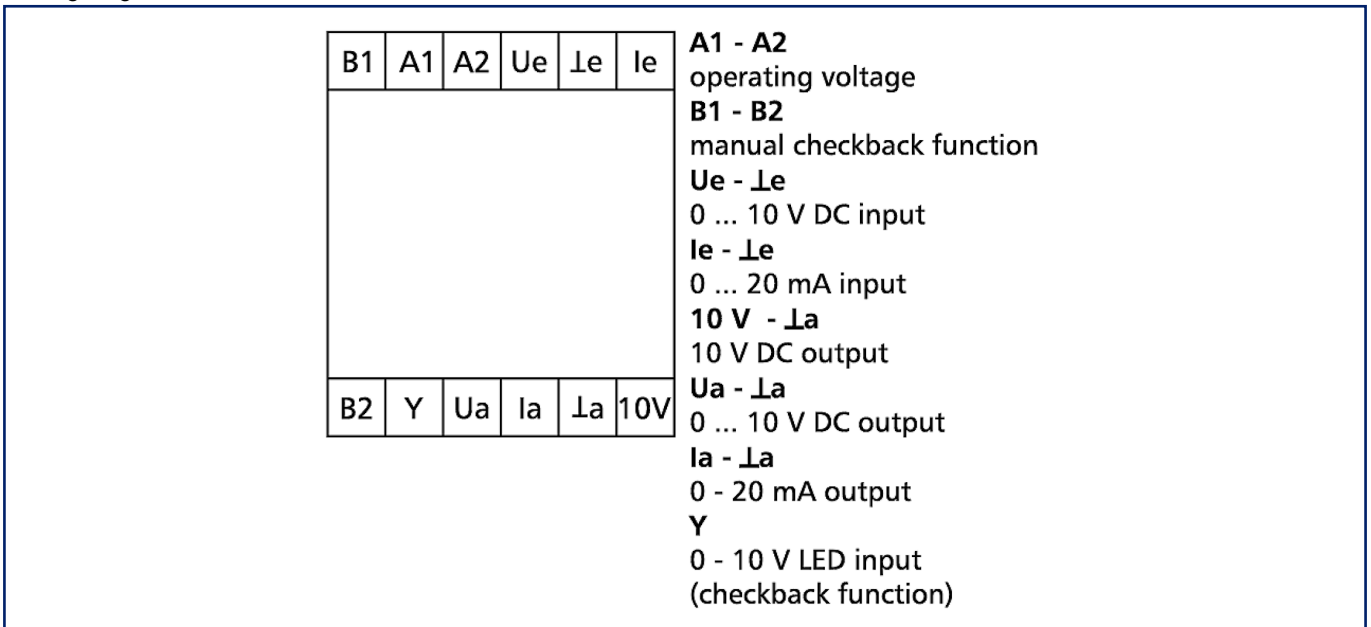 B1 A1 A2 Ue ⊥e Ie
A1 - A2
operating voltage
B1 - B2
manual checkback function
Ue - ⊥e
0 ... 10 V DC input
Ie - ⊥e
0 ... 20 mA input
10 V  - ⊥a
10 V DC output
Ua - ⊥a
0 ... 10 V DC output
Ia - ⊥a
0 - 20 mA output
Y
0 - 10 V LED input
(checkback function)
B2 Y Ua Ia ⊥a 10V